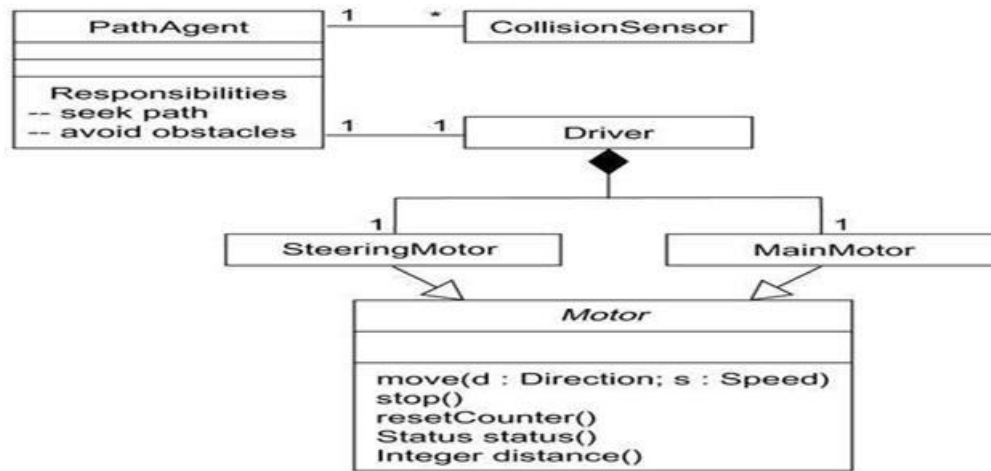 PathAgent
1
*
CollisionSensor
Responsibilities
-- seek path
-- avoid obstacles
1
1
Driver
1
SteeringMotor
1
MainMotor
Motor
move(d : Direction; s : Speed)
stop()
resetCounter()
Status status()
Integer distance()